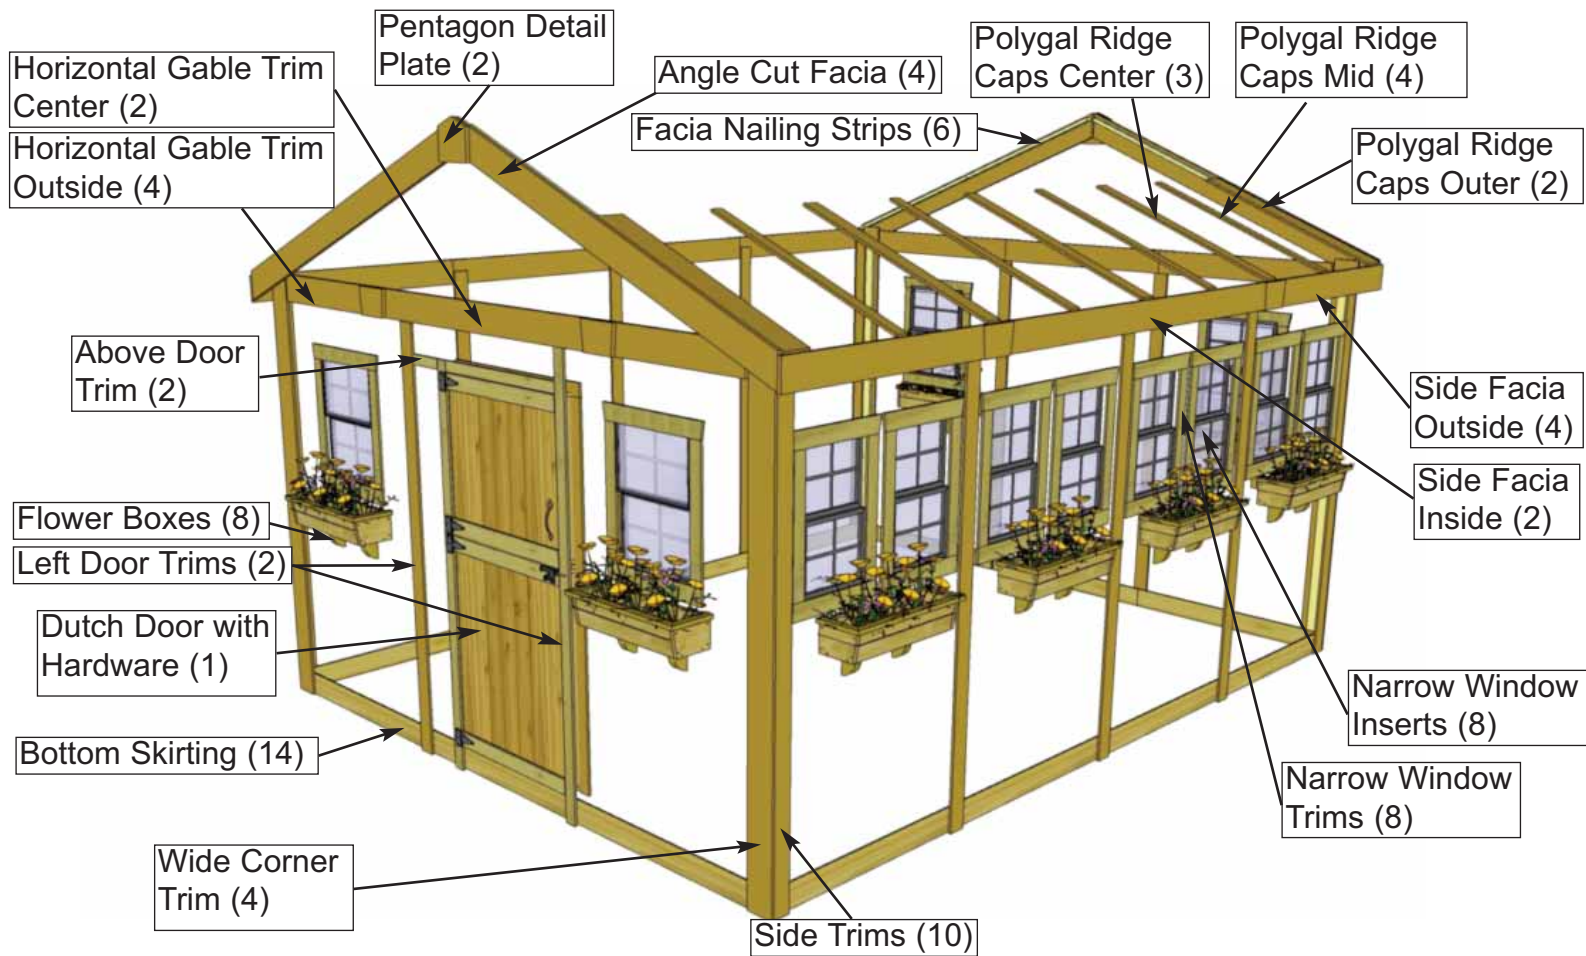 Pentagon Detail
Plate (2)
Horizontal Gable Trim
Center (2)
Horizontal Gable Trim
Outside (4)
Angle Cut Facia (4)
Facia Nailing Strips (6)
Polygal Ridge
Caps Center (3)
Polygal Ridge
Caps Mid (4)
Polygal Ridge
Caps Outer (2)
Above Door
Trim (2)
Side Facia
Outside (4)
Side Facia
Inside (2)
Flower Boxes (8)
Left Door Trims (2)
Dutch Door with
Hardware (1)
Narrow Window
Inserts (8)
Bottom Skirting (14)
Narrow Window
Trims (8)
Wide Corner
Trim (4)
Side Trims (10)